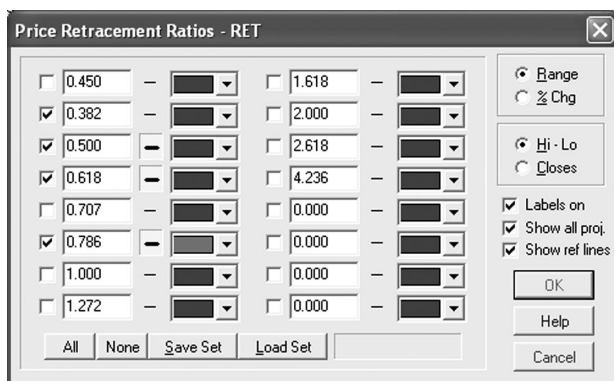 Price Retracement Ratios - RET
0.450
0.382
0.500
0.618
0.707
0.786
1.000
1.272
1.618
2.000
2.618
4.236
0.000
0.000
0.000
0.000
All None Save Set Load Set
Range
% Chg
Hi - Lo
Closes
Labels on
Show all proj.
Show ref lines
OK
Help
Cancel